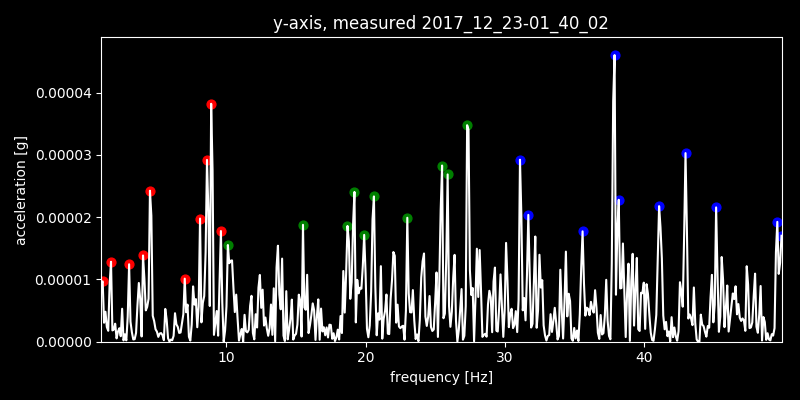 y-axis, measured 2017_12_23-01_40_02
0.00004
0.00003
0.00002
0.00001
0.00000
acceleration [g]
10 20 30 40
frequency [Hz]